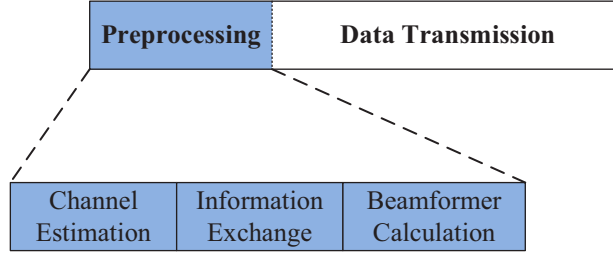 Preprocessing
Data Transmission
Channel
Estimation
Information
Exchange
Beamformer
Calculation